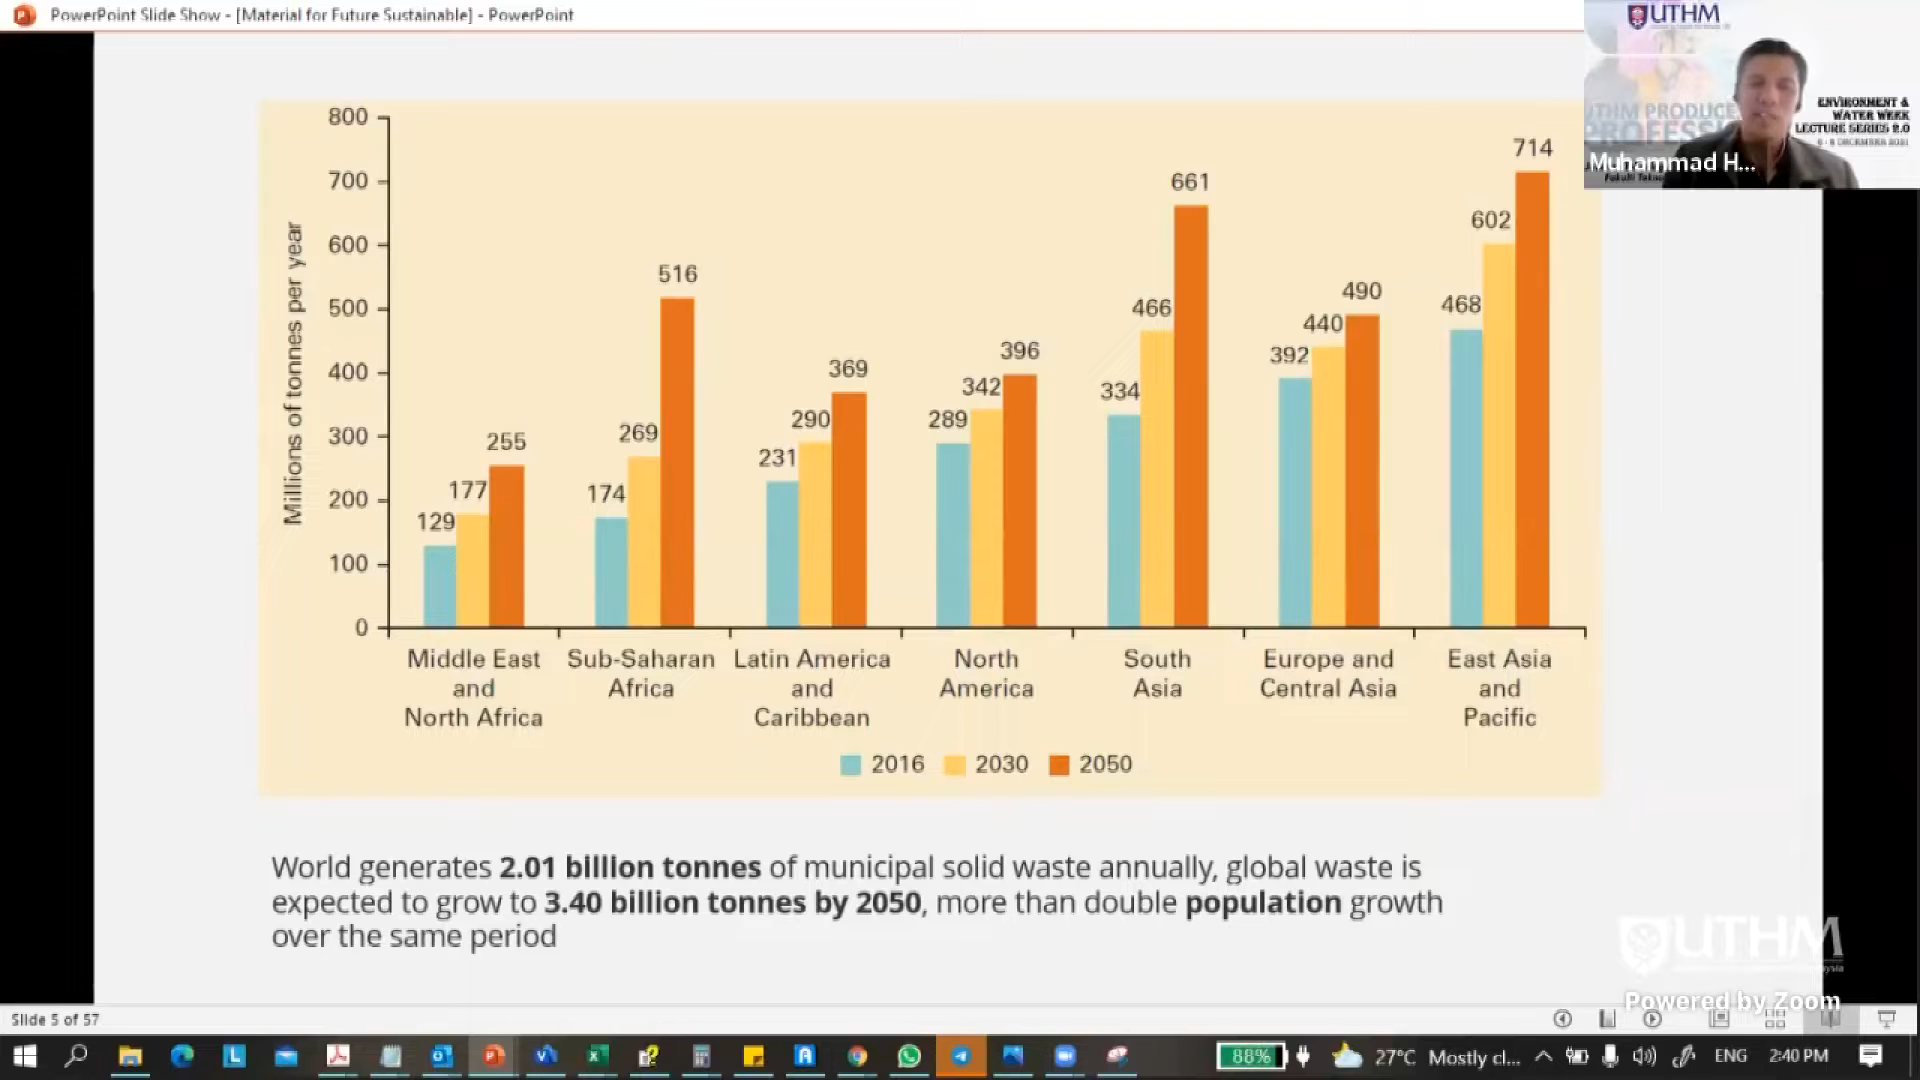 PowerPoint Slide Show - [Material for Future Sustainable] - PowerPoint
UTHM
UTHM PRODUCE
PROFESSI
ENVIRONMENT &
WATER WEEK
LECTURE SERIES 2.0
Muhammad H...
800
700
600
500
400
300
200
100
0
Millions of tonnes per year
129
177
255
174
269
516
231
290
369
289
342
396
334
466
661
392
440
490
468
602
714
Middle East
and
North Africa
Sub-Saharan
Africa
Latin America
and
Caribbean
North
America
South
Asia
Europe and
Central Asia
East Asia
and
Pacific
2016 2030 2050
World generates 2.01 billion tonnes of municipal solid waste annually, global waste is
expected to grow to 3.40 billion tonnes by 2050, more than double population growth
over the same period
UTHM
Powered by Zoom
Slide 5 of 57
88% 27°C Mostly cl... ENG 2:40 PM